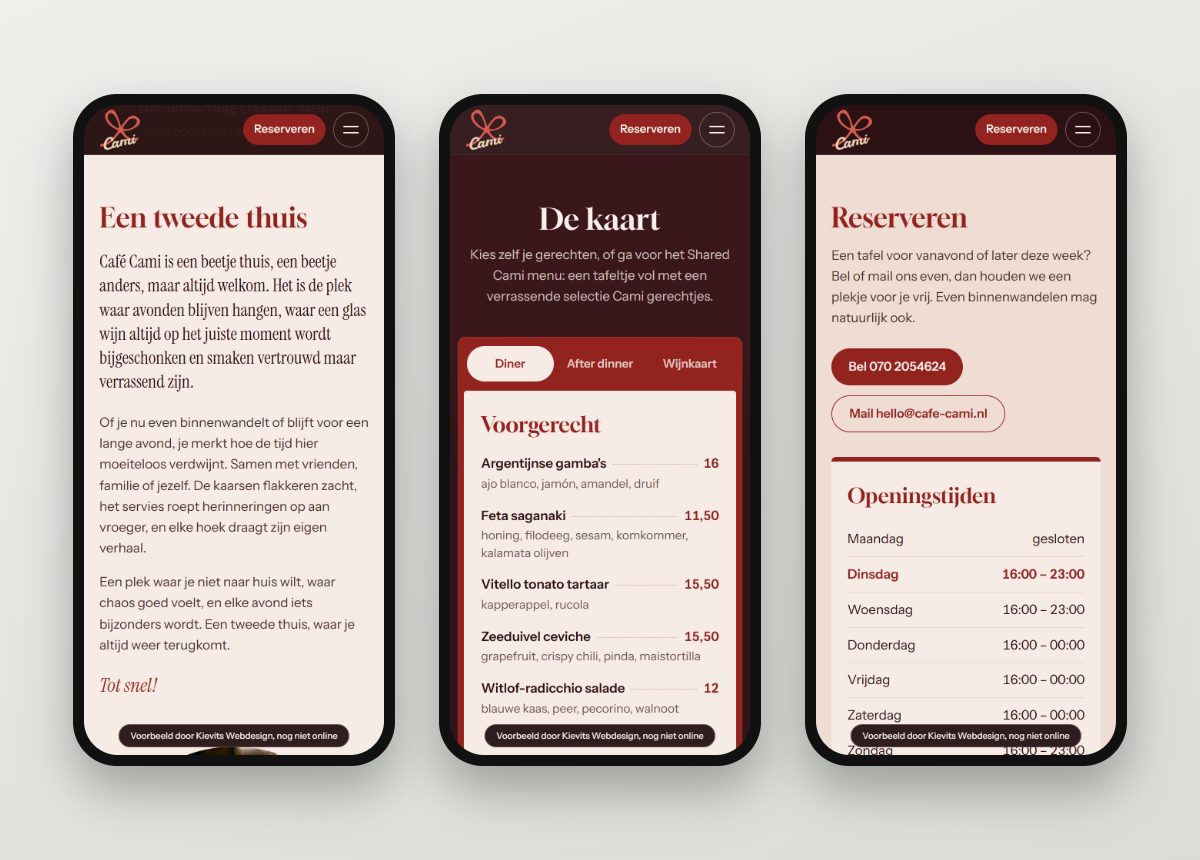 Cami
Reserveren
Een tweede thuis
Café Cami is een beetje thuis, een beetje
anders, maar altijd welkom. Het is de plek
waar avonden blijven hangen, waar een glas
wijn altijd op het juiste moment wordt
bijgeschonken en smaken vertrouwd maar
verrassend zijn.
Of je nu even binnenwandelt of blijft voor een
lange avond, je merkt hoe de tijd hier
moeiteloos verdwijnt. Samen met vrienden,
familie of jezelf. De kaarsen flakkeren zacht,
het servies roept herinneringen op aan
vroeger, en elke hoek draagt zijn eigen
verhaal.
Een plek waar je niet naar huis wilt, waar
chaos goed voelt, en elke avond iets
bijzonders wordt. Een tweede thuis, waar je
altijd weer terugkomt.
Tot snel!
Voorbeeld door Kievits Webdesign, nog niet online
Cami
Reserveren
De kaart
Kies zelf je gerechten, of ga voor het Shared
Cami menu: een tafeltje vol met een
verrassende selectie Cami gerechtjes.
Diner After dinner Wijnkaart
Voorgerecht
Argentijnse gamba's 16
ajo blanco, jamón, amandel, druif
Feta saganaki 11,50
honing, filodeeg, sesam, komkommer,
kalamata olijven
Vitello tonato tartaar 15,50
kapperappel, rucola
Zeeduivel ceviche 15,50
grapefruit, crispy chili, pinda, maistortilla
Witlof-radicchio salade 12
blauwe kaas, peer, pecorino, walnoot
Voorbeeld door Kievits Webdesign, nog niet online
Cami
Reserveren
Reserveren
Een tafel voor vanavond of later deze week?
Bel of mail ons even, dan houden we een
plekje voor je vrij. Even binnenwandelen mag
natuurlijk ook.
Bel 070 2054624
Mail hello@cafe-cami.nl
Openingstijden
Maandag gesloten
Dinsdag 16:00 – 23:00
Woensdag 16:00 – 23:00
Donderdag 16:00 – 00:00
Vrijdag 16:00 – 00:00
Zaterdag 16:00 – 00:00
Voorbeeld door Kievits Webdesign, nog niet online
Zondag 16:00 – 23:00